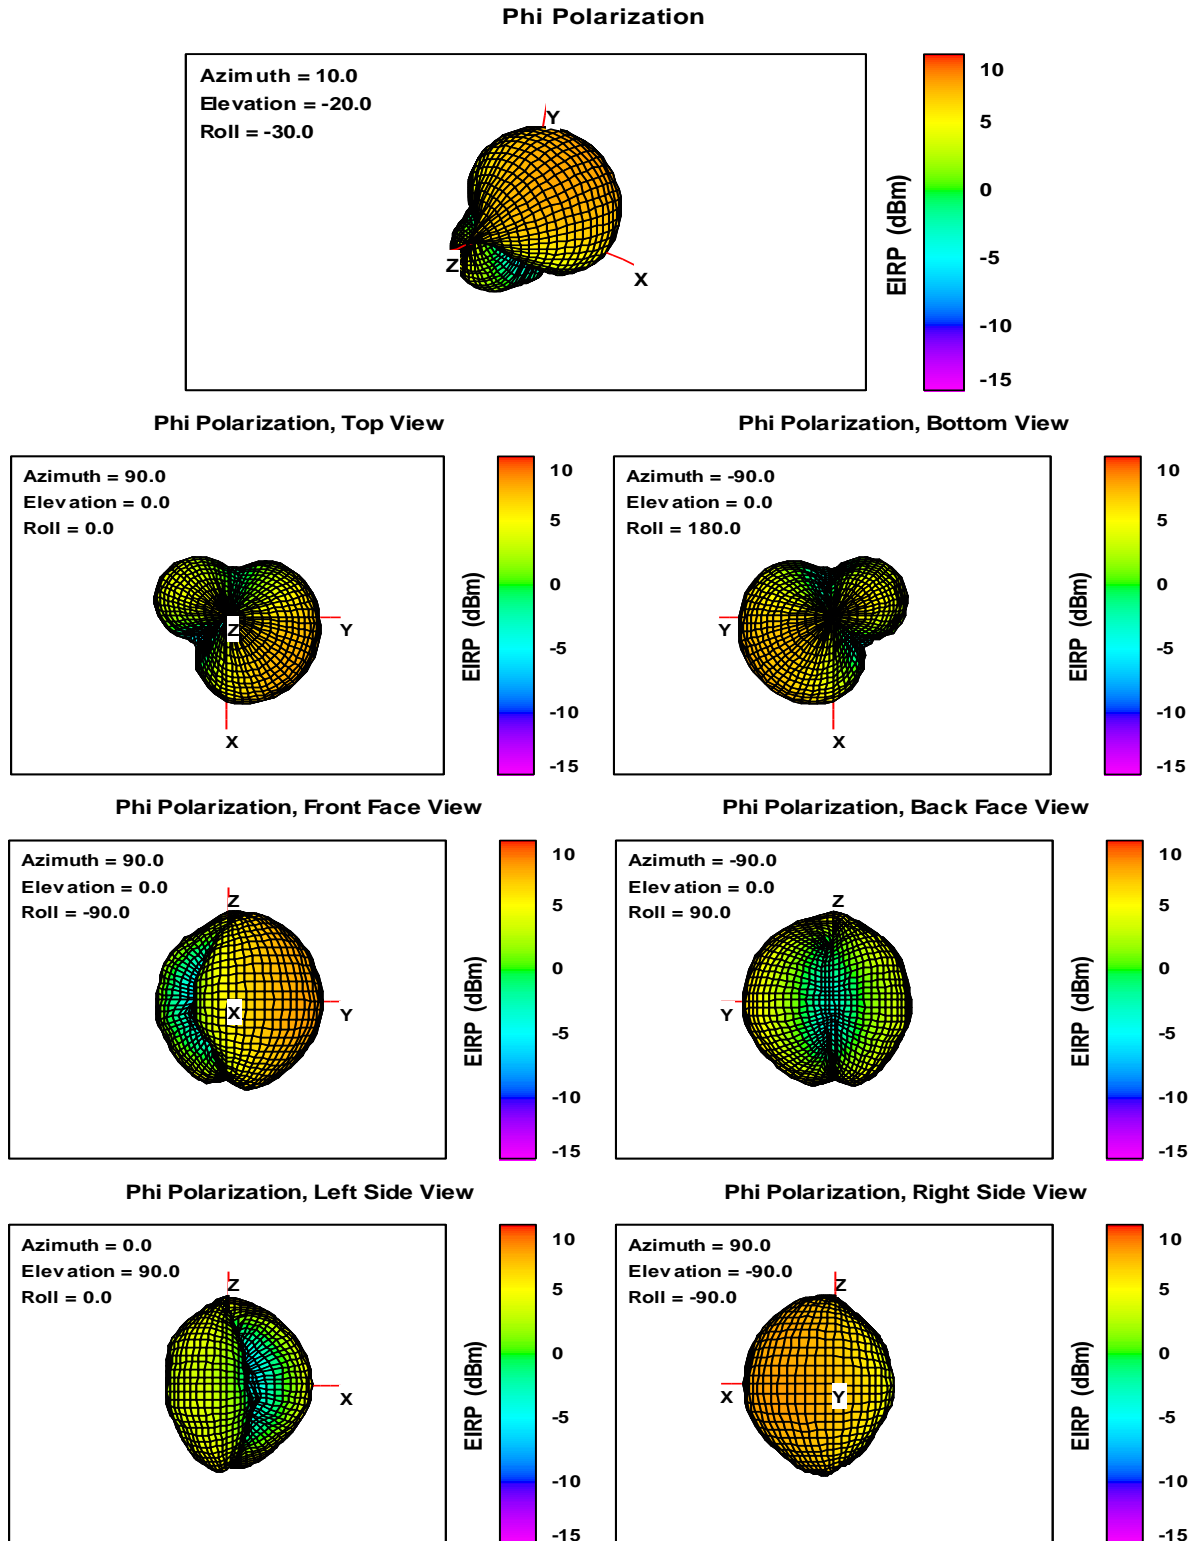 Phi Polarization
Azimuth = 10.0
Elevation = -20.0
Roll = -30.0
Y
Z
X
10
5
0
-5
-10
-15
EIRP (dBm)
Phi Polarization, Top View
Azimuth = 90.0
Elevation = 0.0
Roll = 0.0
Z
Y
X
10
5
0
-5
-10
-15
EIRP (dBm)
Phi Polarization, Bottom View
Azimuth = -90.0
Elevation = 0.0
Roll = 180.0
Y
X
10
5
0
-5
-10
-15
EIRP (dBm)
Phi Polarization, Front Face View
Azimuth = 90.0
Elevation = 0.0
Roll = -90.0
Z
X
Y
10
5
0
-5
-10
-15
EIRP (dBm)
Phi Polarization, Back Face View
Azimuth = -90.0
Elevation = 0.0
Roll = 90.0
Z
Y
10
5
0
-5
-10
-15
EIRP (dBm)
Phi Polarization, Left Side View
Azimuth = 0.0
Elevation = 90.0
Roll = 0.0
Z
X
10
5
0
-5
-10
-15
EIRP (dBm)
Phi Polarization, Right Side View
Azimuth = 90.0
Elevation = -90.0
Roll = -90.0
Z
X
Y
10
5
0
-5
-10
-15
EIRP (dBm)